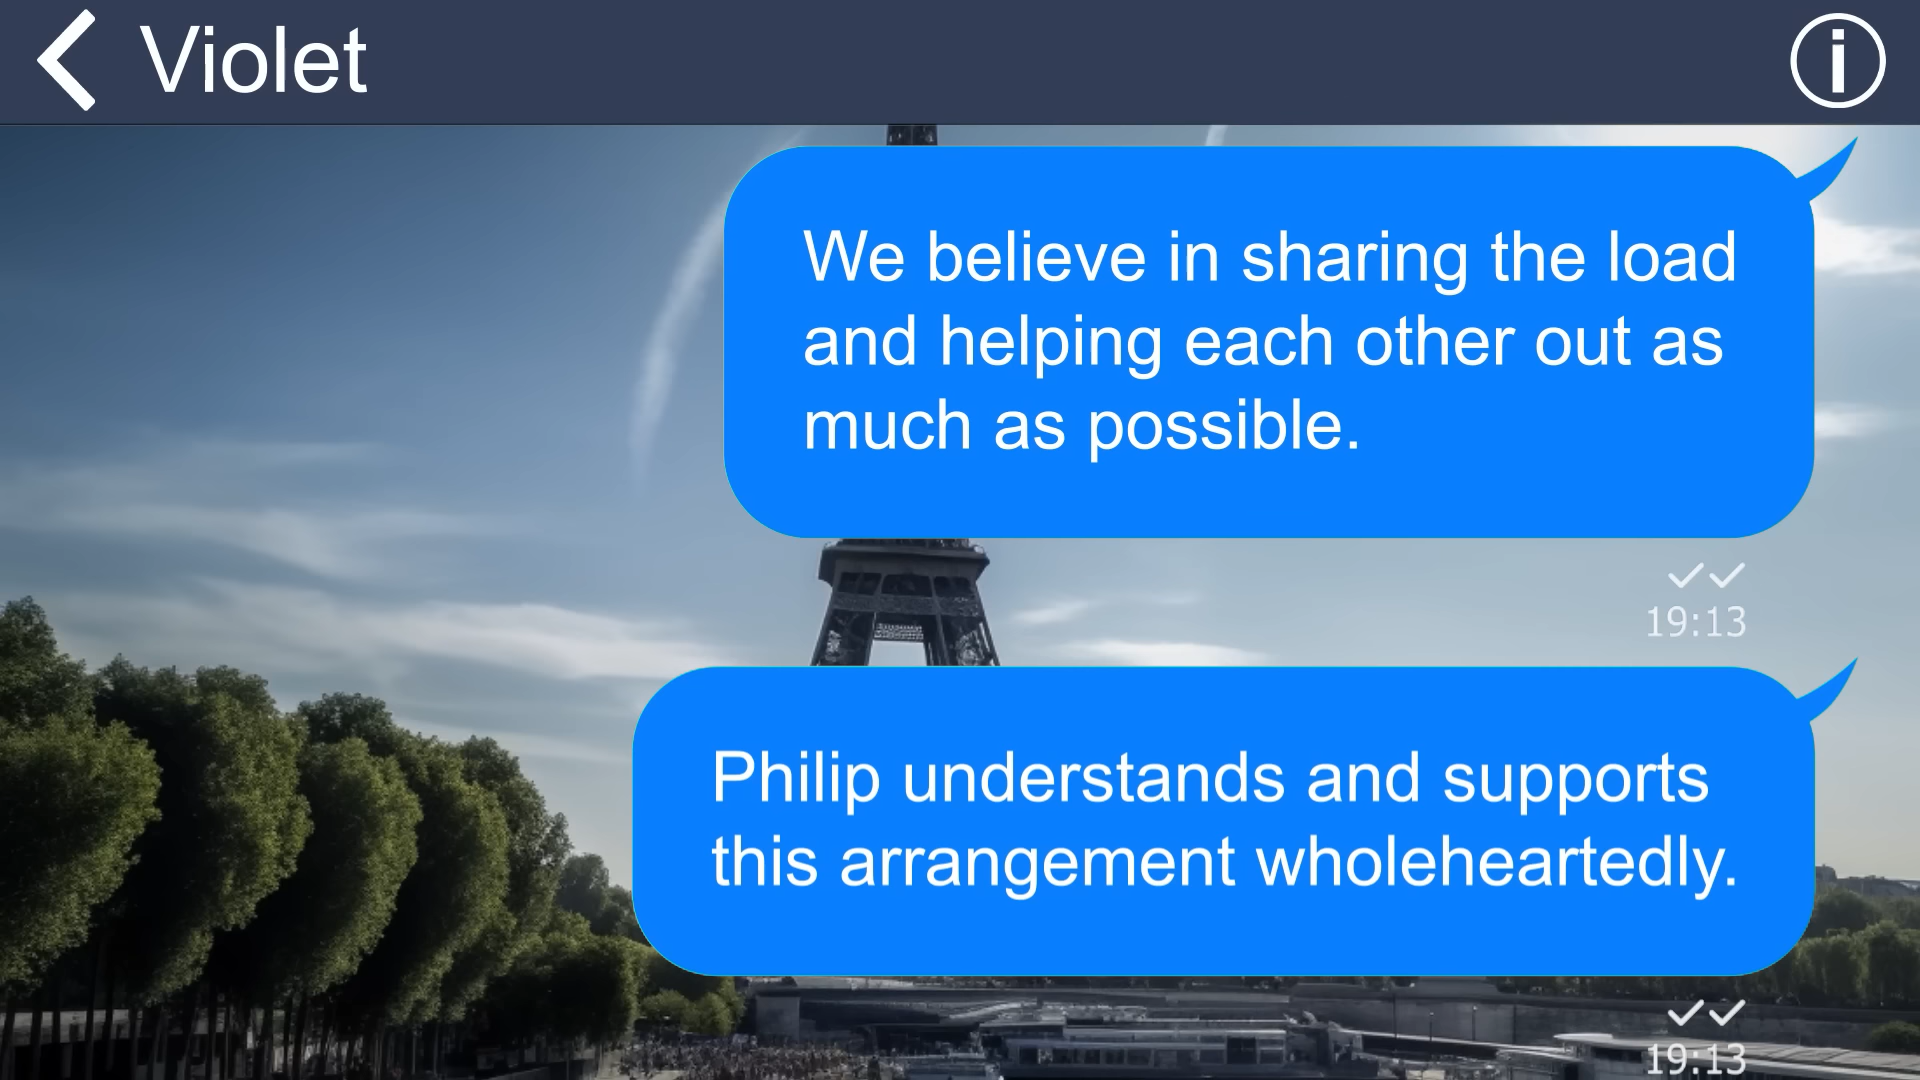 Violet
We believe in sharing the load
and helping each other out as
much as possible.
19:13
Philip understands and supports
this arrangement wholeheartedly.
19:13